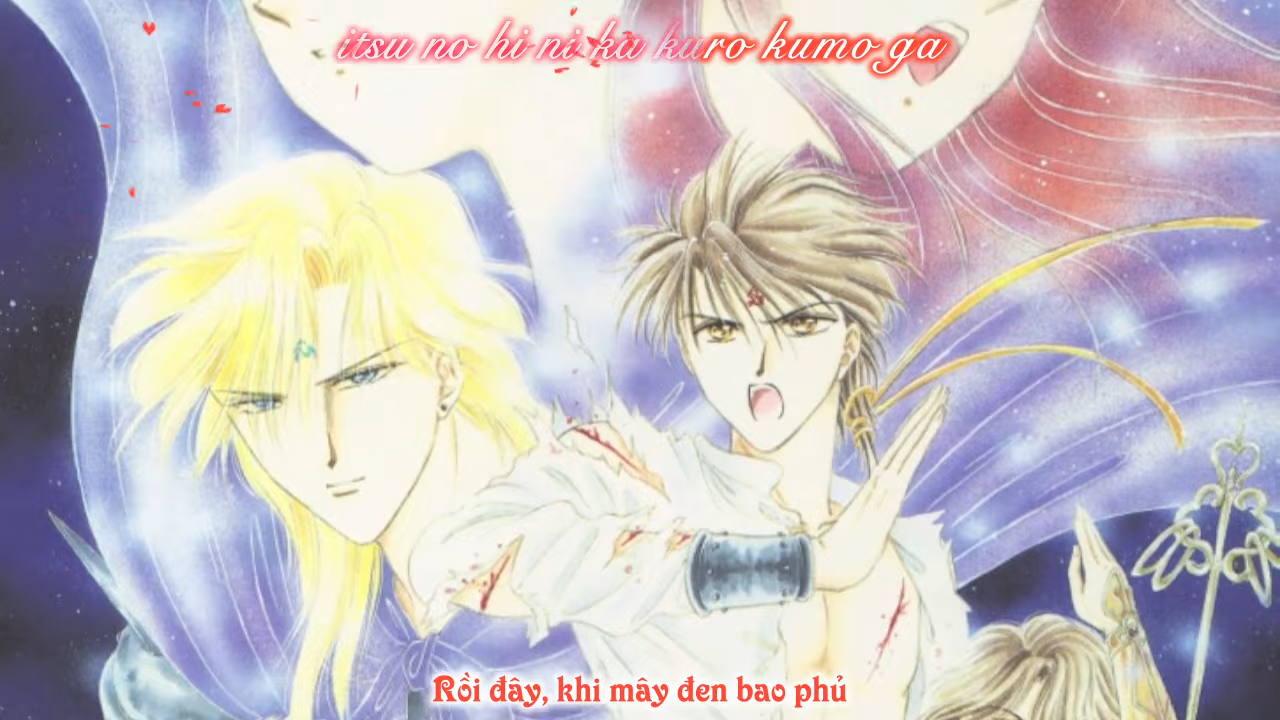 itsu no hi ni ka kuro kumo ga
Rồi đây, khi mây đen bao phủ